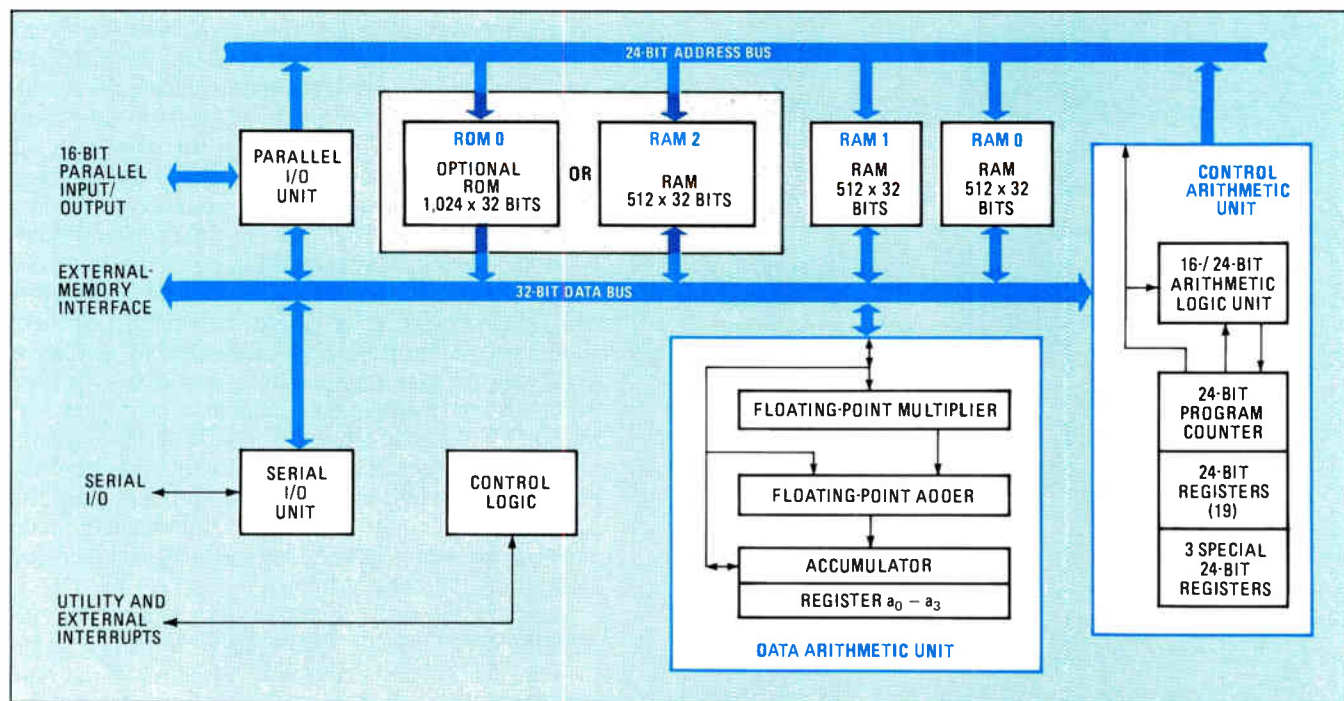 24-BIT ADDRESS BUS
16-BIT
PARALLEL
INPUT/
OUTPUT
PARALLEL
I/O
UNIT
ROM 0
OPTIONAL
ROM
1,024 x 32 BITS
OR
RAM 2
RAM
512 x 32 BITS
RAM 1
RAM
512 x 32
BITS
RAM 0
RAM
512 x 32
BITS
CONTROL
ARITHMETIC
UNIT
16-/24-BIT
ARITHMETIC
LOGIC UNIT
24-BIT
PROGRAM
COUNTER
24-BIT
REGISTERS
(19)
3 SPECIAL
24-BIT
REGISTERS
EXTERNAL-
MEMORY
INTERFACE
32-BIT DATA BUS
FLOATING-POINT MULTIPLIER
FLOATING-POINT ADDER
ACCUMULATOR
REGISTER a₀ – a₃
DATA ARITHMETIC UNIT
SERIAL
I/O
SERIAL
I/O
UNIT
CONTROL
LOGIC
UTILITY AND
EXTERNAL
INTERRUPTS